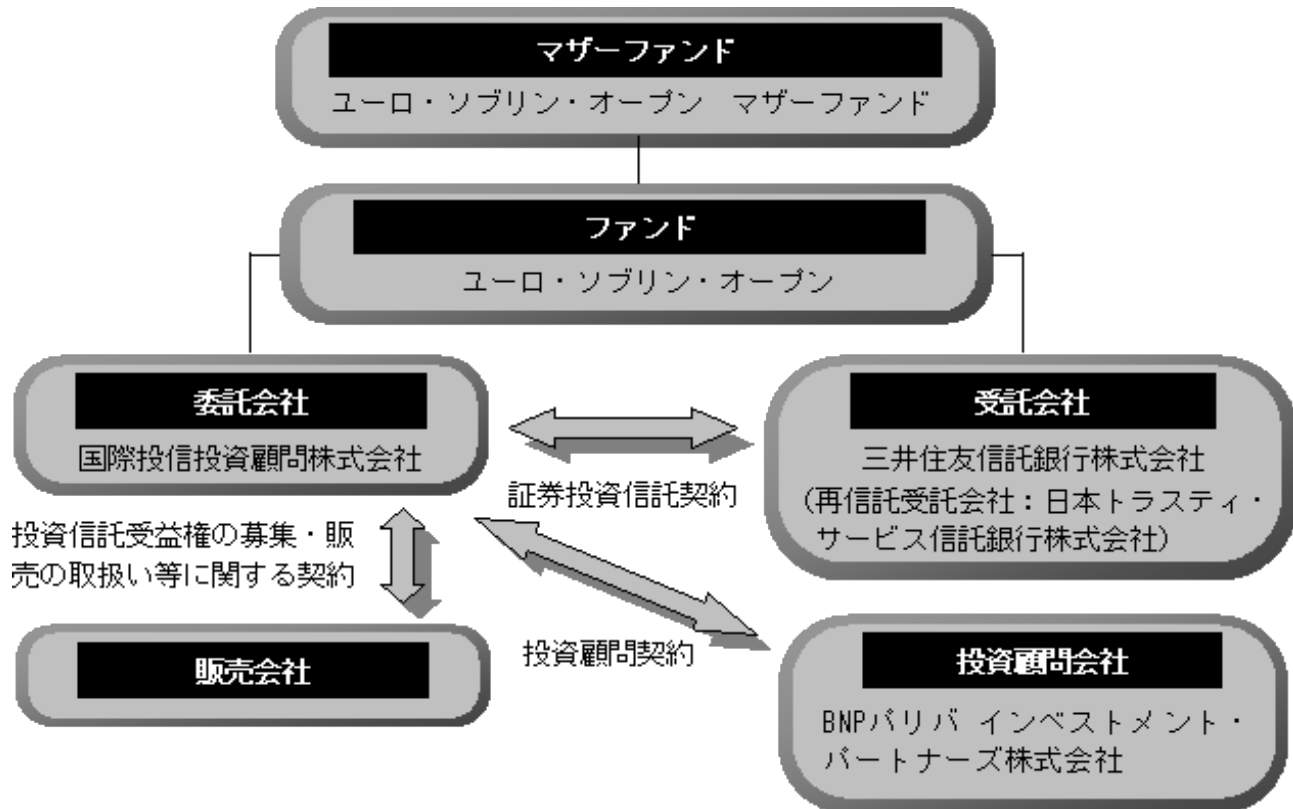 マザーファンド
ユーロ・ソブリン・オープン　マザーファンド
ファンド
ユーロ・ソブリン・オープン
委託会社
国際投信投資顧問株式会社
証券投資信託契約
受託会社
三井住友信託銀行株式会社
（再信託受託会社：日本トラスティ・
サービス信託銀行株式会社）
投資信託受益権の募集・販
売の取扱い等に関する契約
販売会社
投資顧問契約
投資顧問会社
BNPパリバ インベストメント・
パートナーズ株式会社